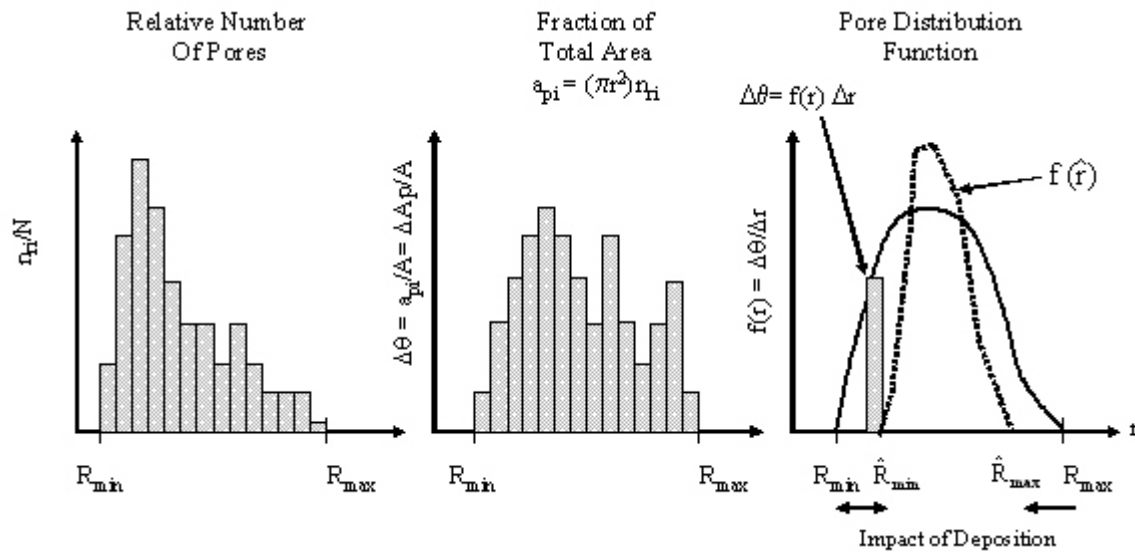 Relative Number
Of Pores
n_ri/N
R_min
R_max
Fraction of
Total Area
a_pi = (πr²)n_ri
Δθ = a_pi/A = ΔAp/A
R_min
R_max
Pore Distribution
Function
Δθ= f(r) Δr
f (r̂)
f(r) = Δθ/Δr
r
R_min
R̂_min
R̂_max
R_max
Impact of Deposition